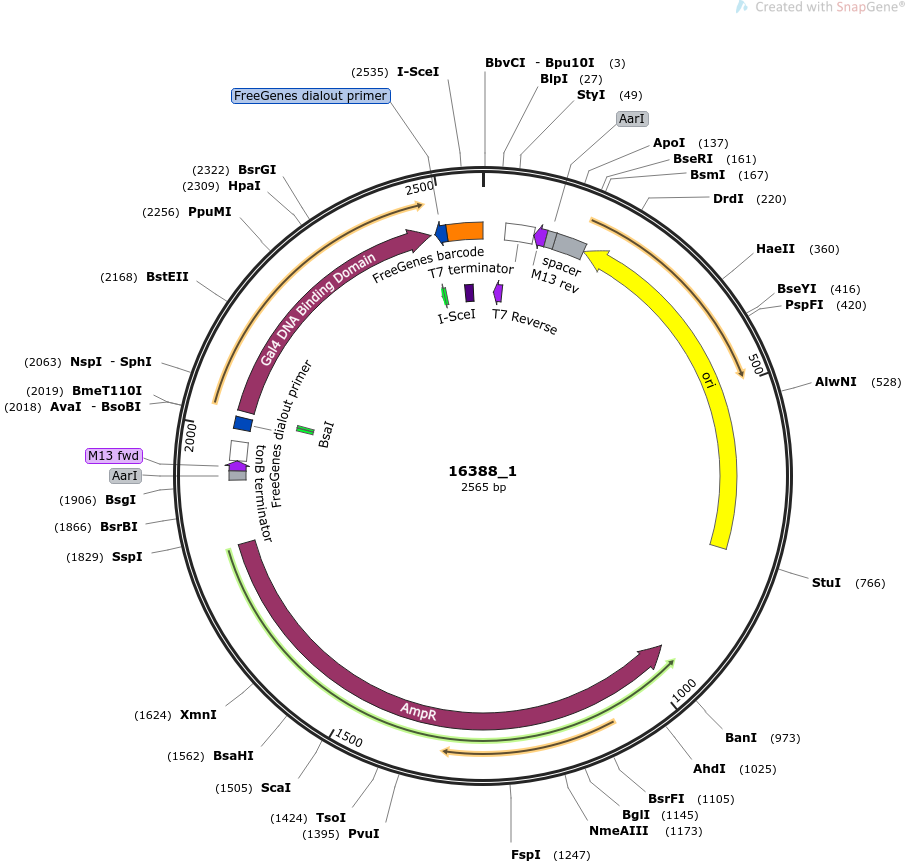 Created with SnapGene®
(2535) I-SceI
BbvCI - Bpu10I (3)
BlpI (27)
StyI (49)
FreeGenes dialout primer
AarI
ApoI (137)
BseRI (161)
BsmI (167)
DrdI (220)
HaeII (360)
BseYI (416)
PspFI (420)
AlwNI (528)
StuI (766)
BanI (973)
AhdI (1025)
BsrFI (1105)
BglI (1145)
NmeAIII (1173)
FspI (1247)
(1395) PvuI
(1424) TsoI
(1505) ScaI
(1562) BsaHI
(1624) XmnI
(1829) SspI
(1866) BsrBI
(1906) BsgI
AarI
M13 fwd
(2018) AvaI - BsoBI
(2019) BmeT110I
(2063) NspI - SphI
(2168) BstEII
(2256) PpuMI
(2309) HpaI
(2322) BsrGI
2500
500
1000
1500
2000
Gal4 DNA Binding Domain
FreeGenes barcode
T7 terminator
spacer
M13 rev
I-SceI
T7 Reverse
ori
FreeGenes dialout primer
BsaI
tonB terminator
AmpR
16388_1
2565 bp